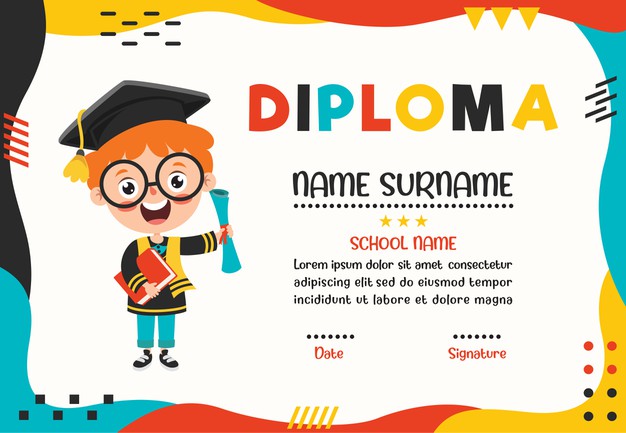 DIPLOMA
NAME SURNAME
SCHOOL NAME
Lorem ipsum dolor sit amet, consectetur
adipiscing elit, sed do eiusmod tempor
incididunt ut labore et dolore magna
Date
Signature